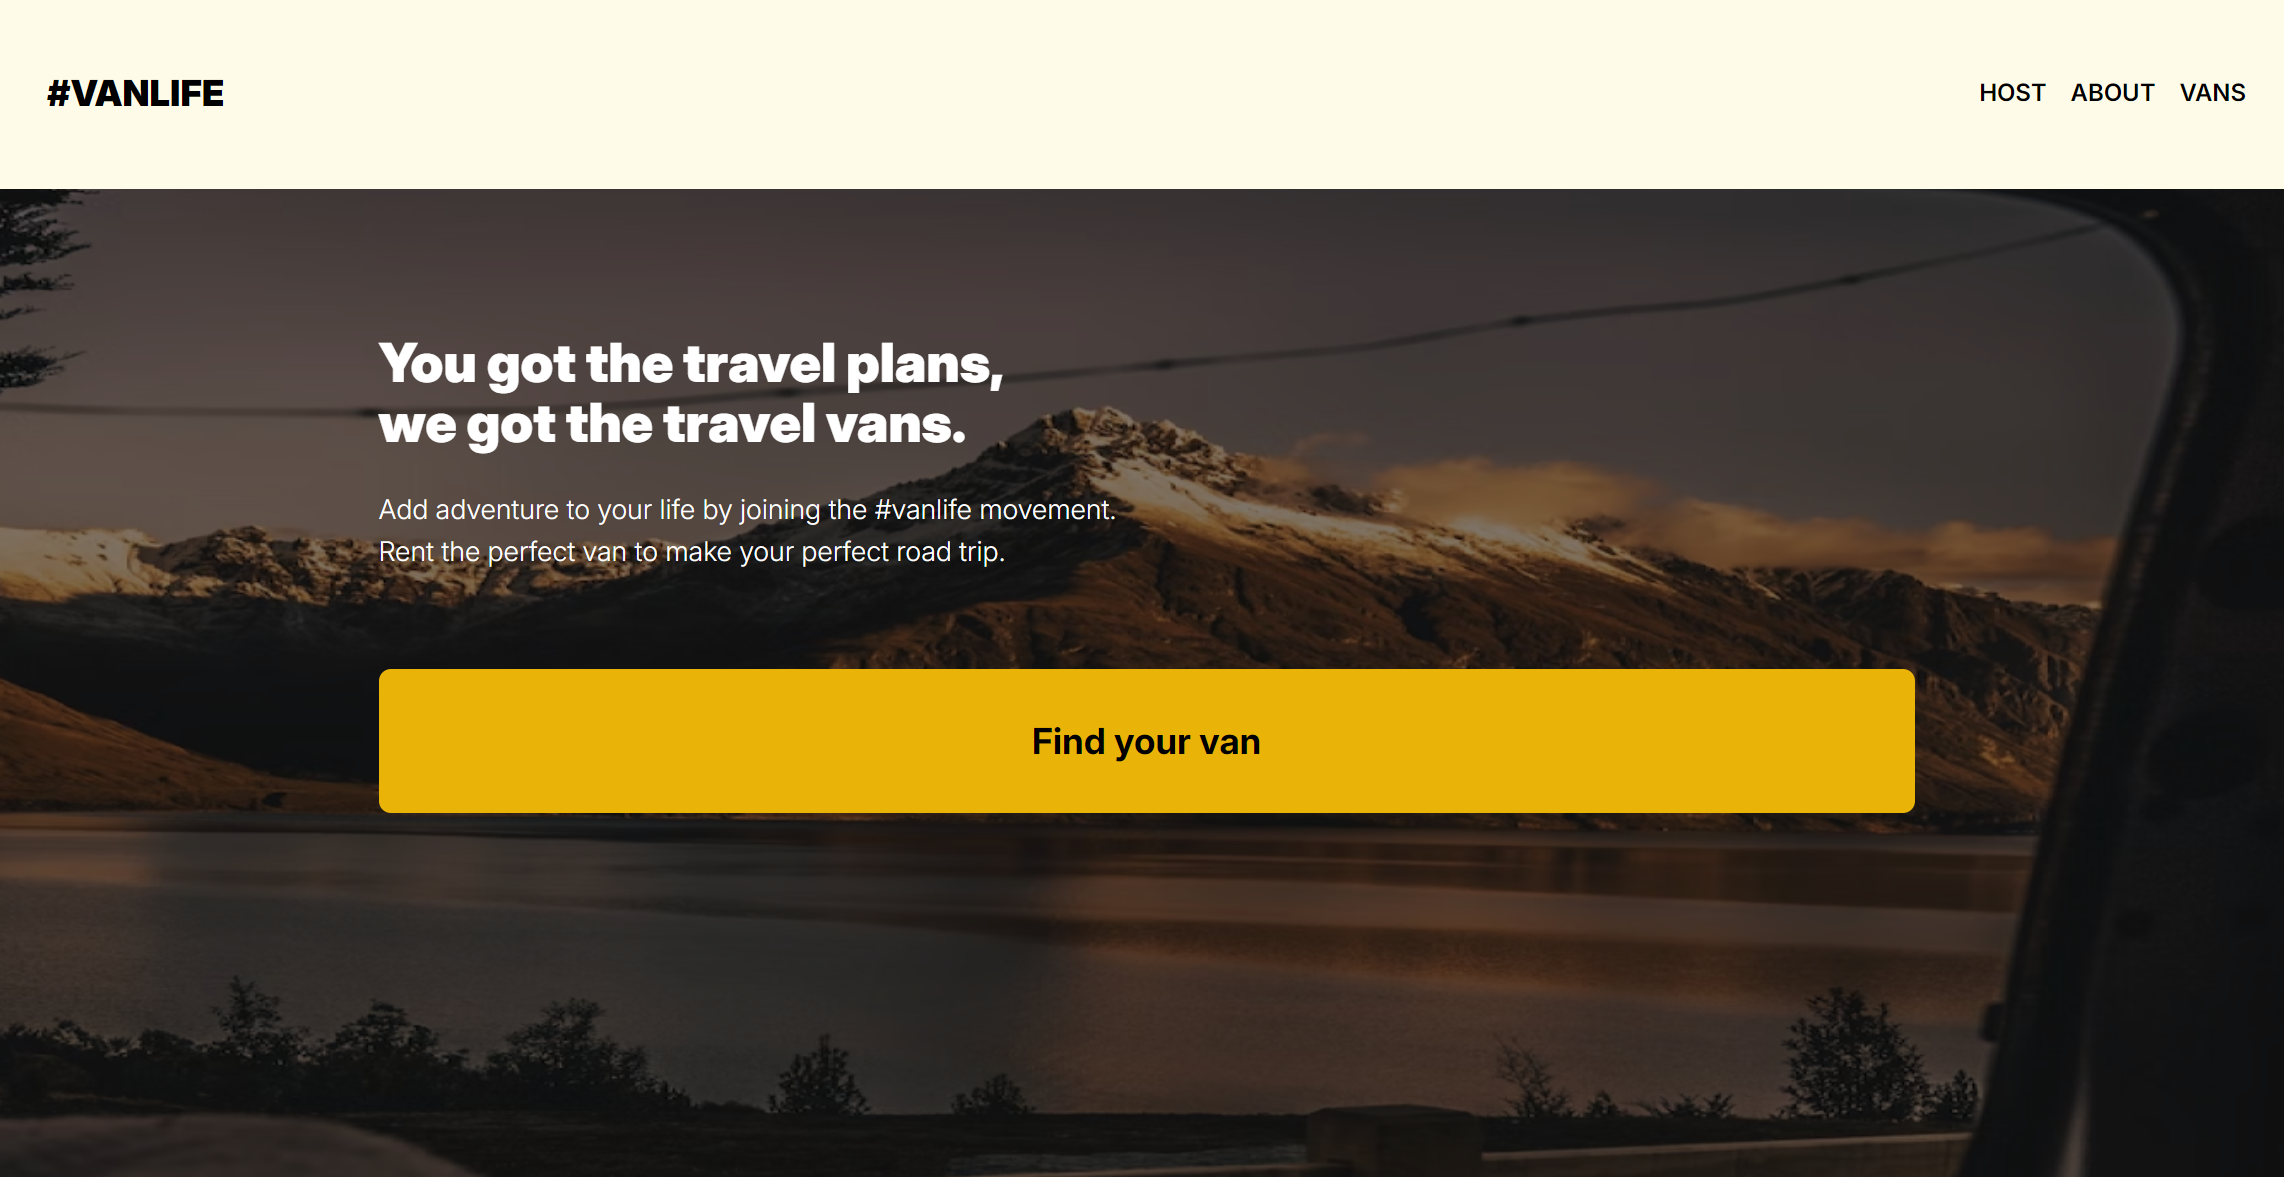 #VANLIFE
HOST ABOUT VANS
You got the travel plans,
we got the travel vans.
Add adventure to your life by joining the #vanlife movement.
Rent the perfect van to make your perfect road trip.
Find your van